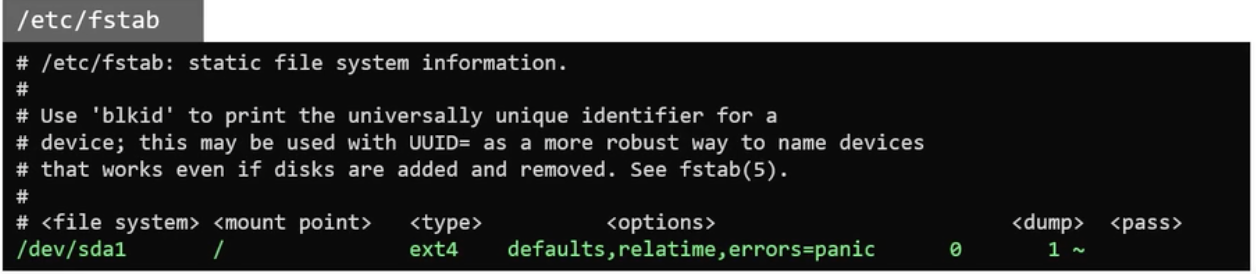 /etc/fstab
# /etc/fstab: static file system information.
#
# Use 'blkid' to print the universally unique identifier for a
# device; this may be used with UUID= as a more robust way to name devices
# that works even if disks are added and removed. See fstab(5).
#
# <file system> <mount point> <type> <options> <dump> <pass>
/dev/sda1 / ext4 defaults,relatime,errors=panic 0 1 ~